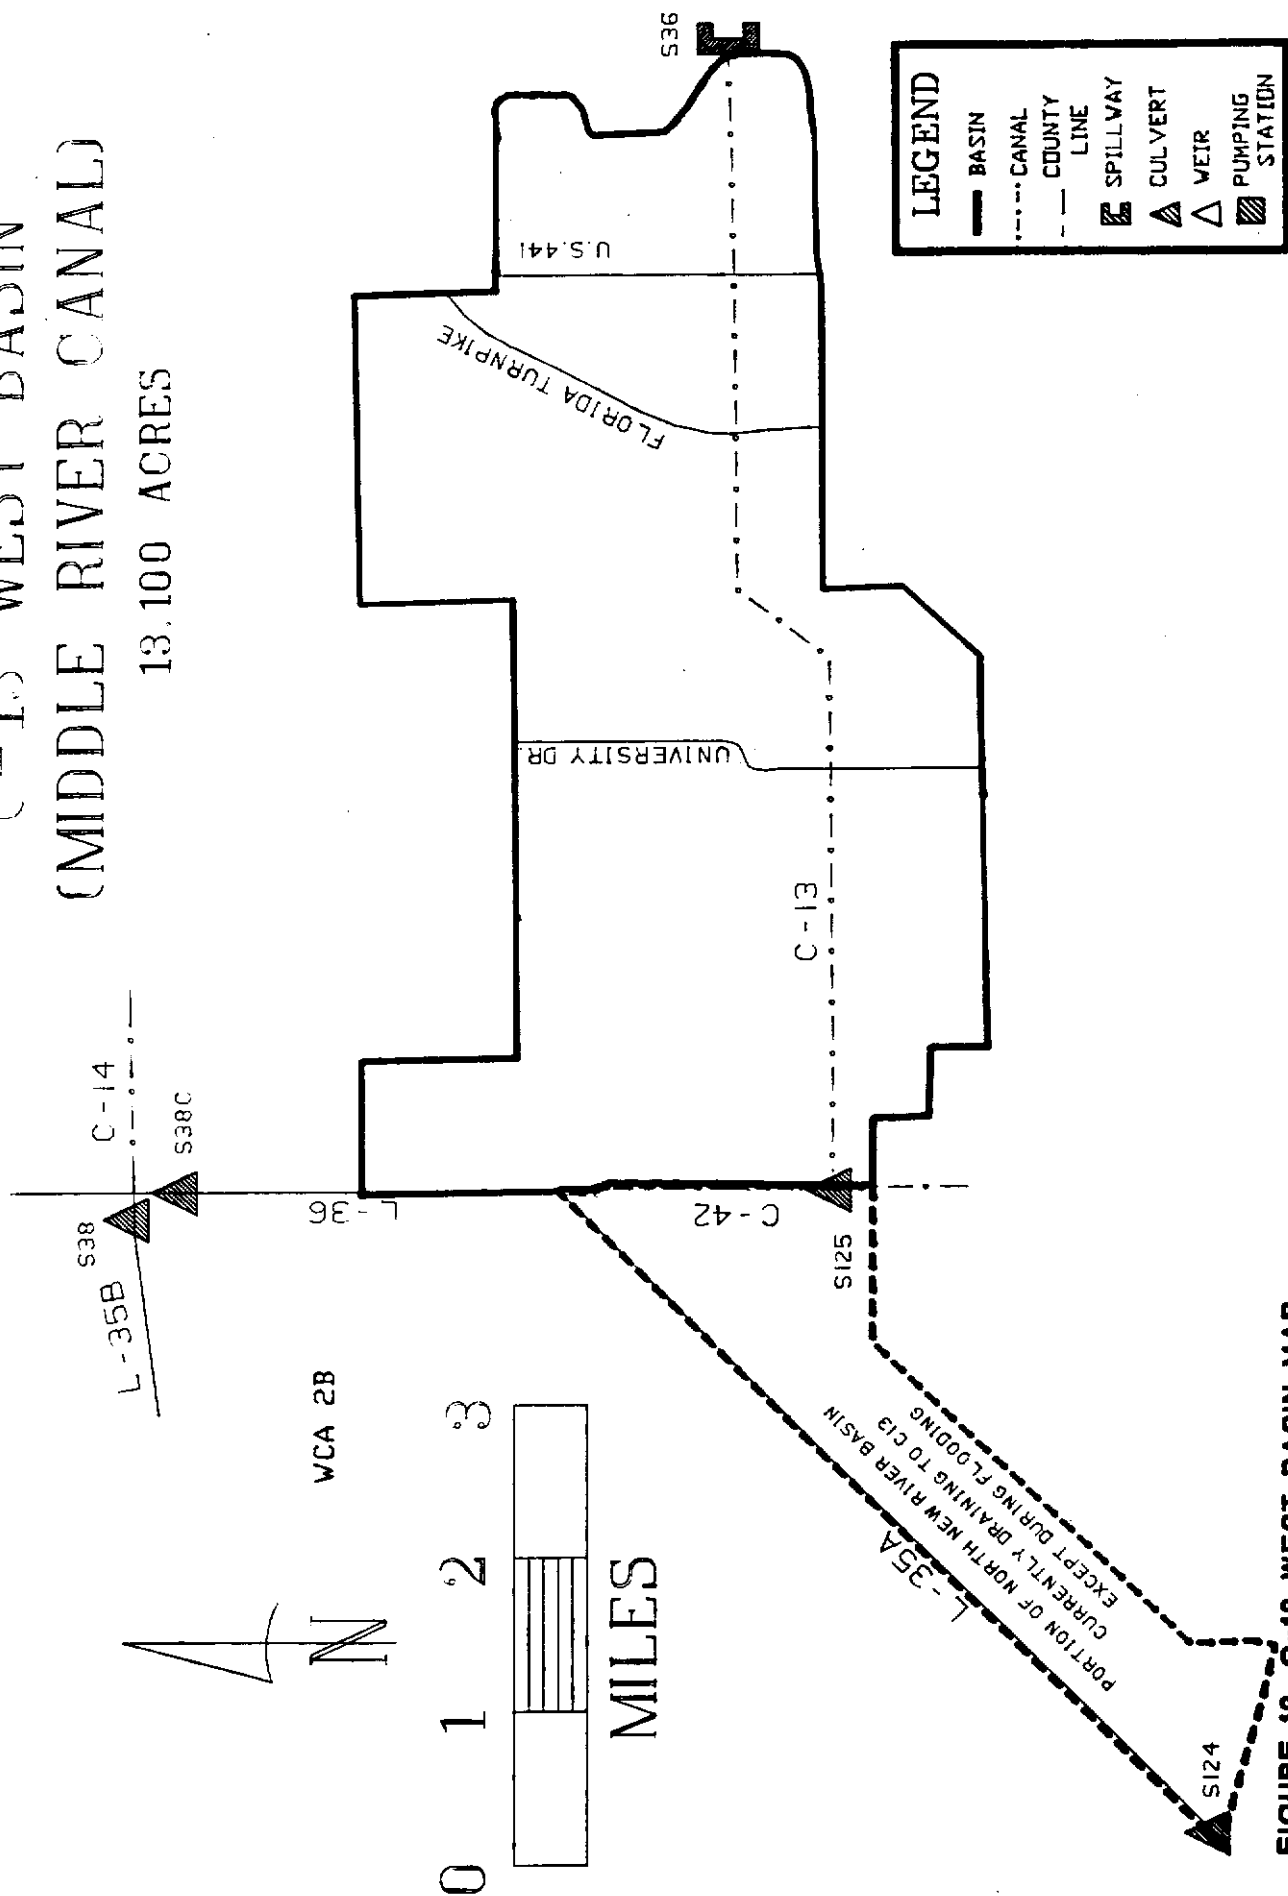 C-13 WEST BASIN
(MIDDLE RIVER CANAL)
13,100 ACRES
C-14
S38
S38C
L-35B
L-36
WCA 2B
N
0 1 2 3
MILES
S36
U.S.441
FLORIDA TURNPIKE
UNIVERSITY DR.
C-13
C-42
S125
L-35A
PORTION OF NORTH NEW RIVER BASIN
CURRENTLY DRAINING TO C13
EXCEPT DURING FLOODING
S124
LEGEND
BASIN
CANAL
COUNTY
LINE
SPILLWAY
CULVERT
WEIR
PUMPING
STATION
WEST BASIN MAP